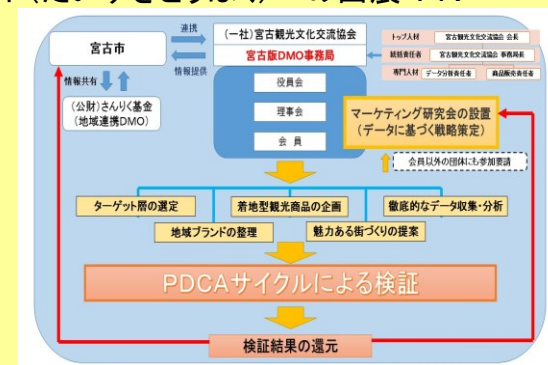 宮古市
連携
情報提供
(一社)宮古観光文化交流協会
宮古版DMO事務局
役員会
理事会
会 員
トップ人材
宮古観光文化交流協会 会長
統括責任者
宮古観光文化交流協会 事務局長
専門人材
データ分析責任者
商品販売責任者
情報共有
(公財)さんりく基金
(地域連携DMO)
マーケティング研究会の設置
(データに基づく戦略策定)
会員以外の団体にも参加要請
ターゲット層の選定
着地型観光商品の企画
徹底的なデータ収集・分析
地域ブランドの整理
魅力ある街づくりの提案
PDCAサイクルによる検証
検証結果の還元